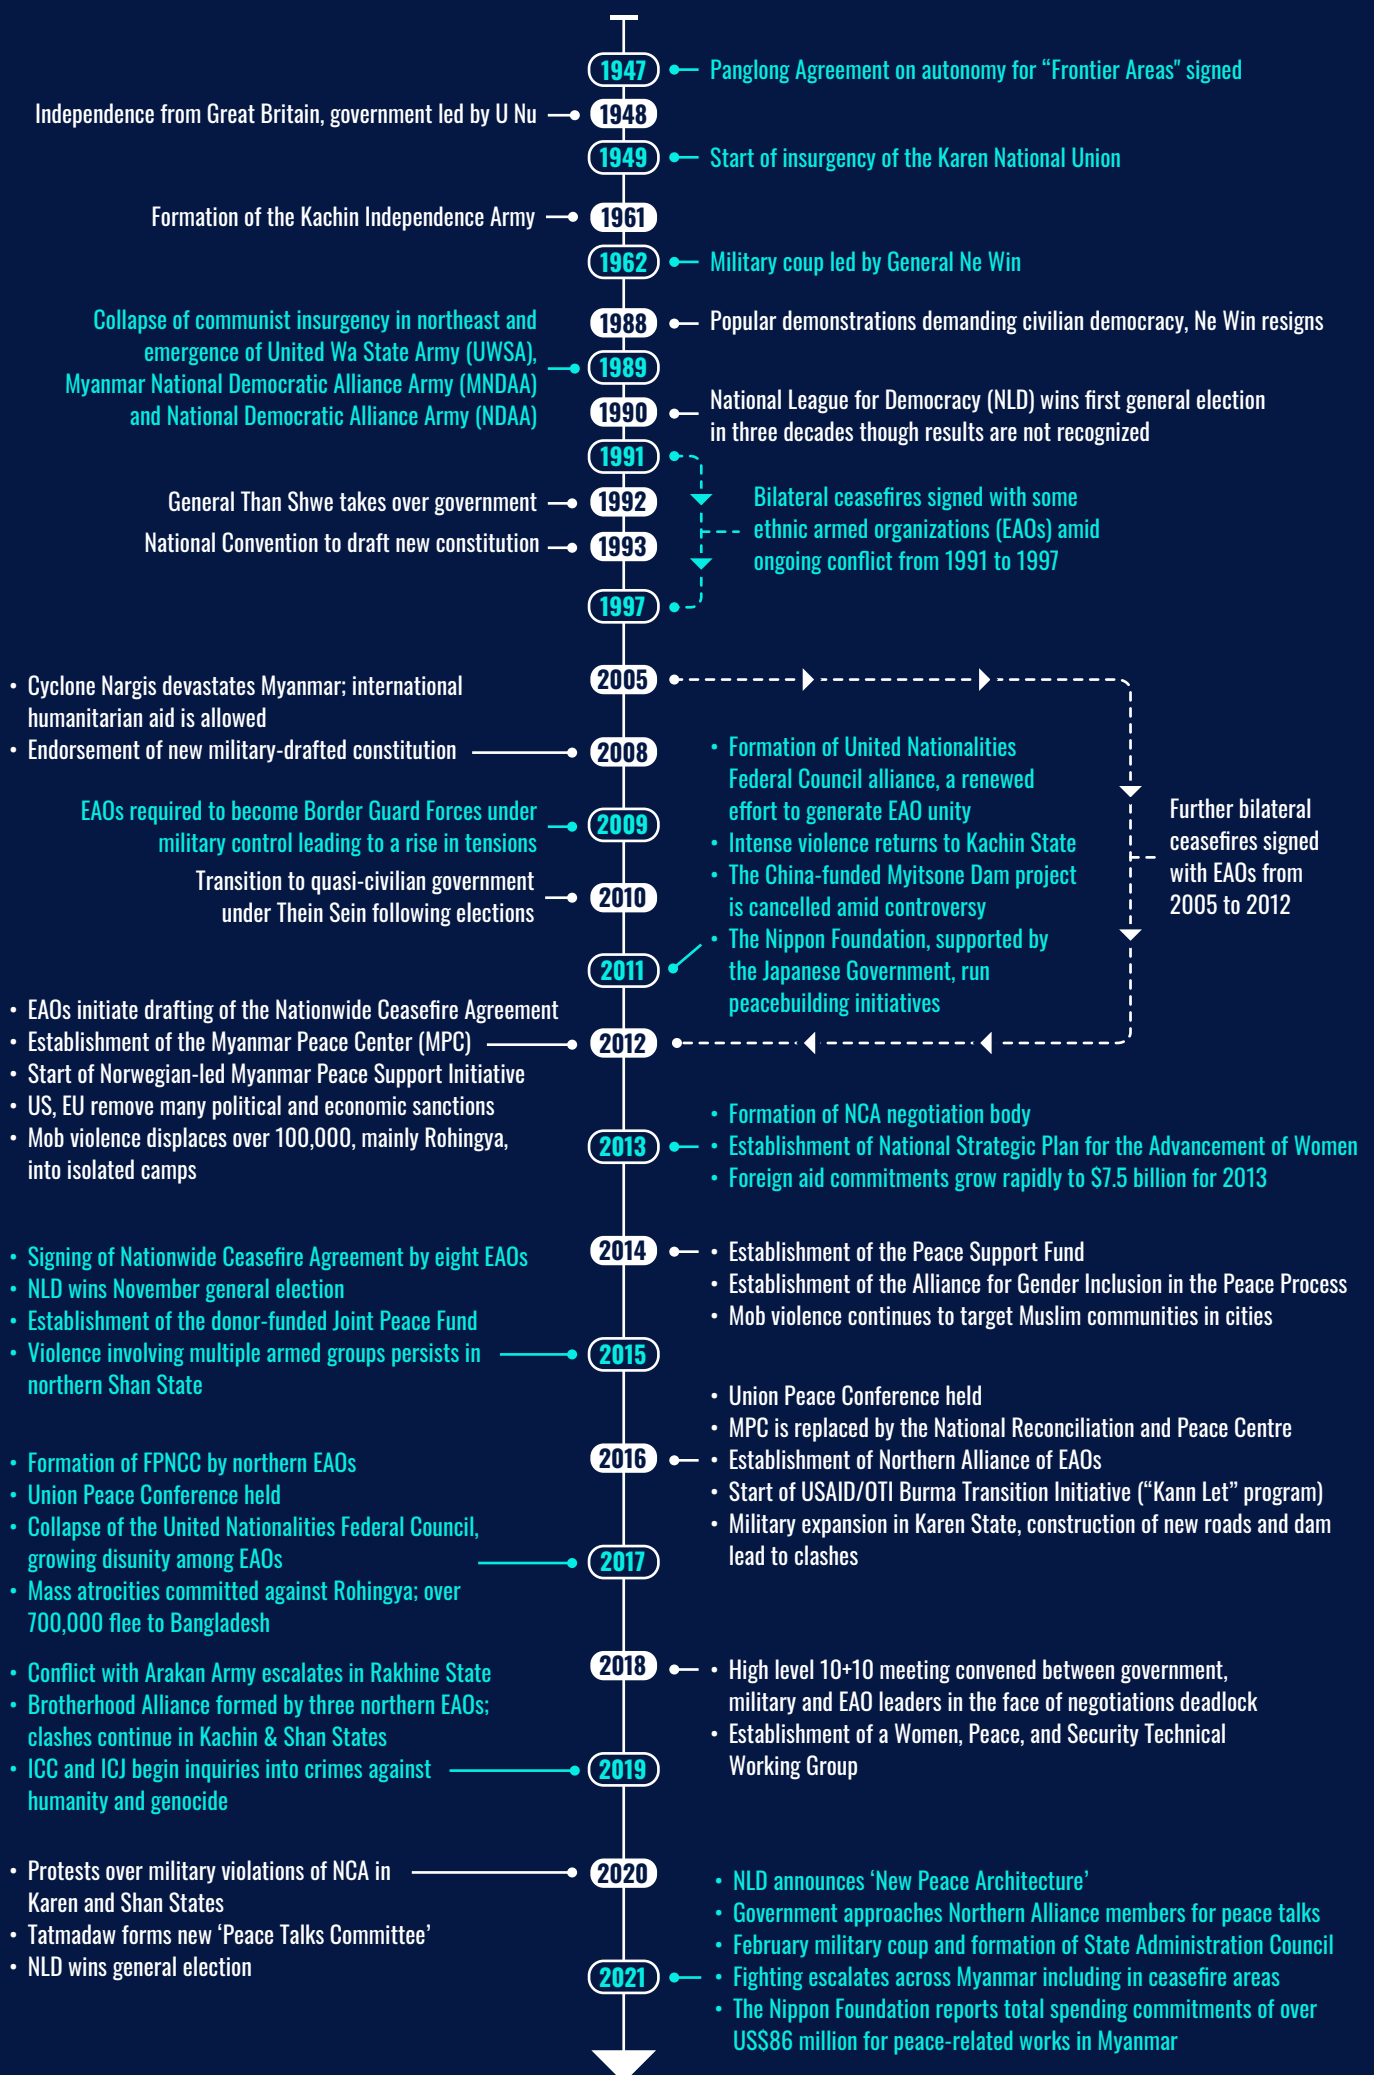 1947
Panglong Agreement on autonomy for “Frontier Areas" signed
Independence from Great Britain, government led by U Nu
1948
1949
Start of insurgency of the Karen National Union
Formation of the Kachin Independence Army
1961
1962
Military coup led by General Ne Win
1988
Popular demonstrations demanding civilian democracy, Ne Win resigns
Collapse of communist insurgency in northeast and
emergence of United Wa State Army (UWSA),
Myanmar National Democratic Alliance Army (MNDAA)
and National Democratic Alliance Army (NDAA)
1989
1990
National League for Democracy (NLD) wins first general election
in three decades though results are not recognized
1991
Bilateral ceasefires signed with some
ethnic armed organizations (EAOs) amid
ongoing conflict from 1991 to 1997
General Than Shwe takes over government
1992
National Convention to draft new constitution
1993
1997
2005
Further bilateral
ceasefires signed
with EAOs from
2005 to 2012
• Cyclone Nargis devastates Myanmar; international
humanitarian aid is allowed
• Endorsement of new military-drafted constitution
2008
EAOs required to become Border Guard Forces under
military control leading to a rise in tensions
2009
Transition to quasi-civilian government
under Thein Sein following elections
2010
2011
• Formation of United Nationalities
Federal Council alliance, a renewed
effort to generate EAO unity
• Intense violence returns to Kachin State
• The China-funded Myitsone Dam project
is cancelled amid controversy
• The Nippon Foundation, supported by
the Japanese Government, run
peacebuilding initiatives
• EAOs initiate drafting of the Nationwide Ceasefire Agreement
• Establishment of the Myanmar Peace Center (MPC)
• Start of Norwegian-led Myanmar Peace Support Initiative
• US, EU remove many political and economic sanctions
• Mob violence displaces over 100,000, mainly Rohingya,
into isolated camps
2012
2013
• Formation of NCA negotiation body
• Establishment of National Strategic Plan for the Advancement of Women
• Foreign aid commitments grow rapidly to $7.5 billion for 2013
2014
• Establishment of the Peace Support Fund
• Establishment of the Alliance for Gender Inclusion in the Peace Process
• Mob violence continues to target Muslim communities in cities
• Signing of Nationwide Ceasefire Agreement by eight EAOs
• NLD wins November general election
• Establishment of the donor-funded Joint Peace Fund
• Violence involving multiple armed groups persists in
northern Shan State
2015
2016
• Union Peace Conference held
• MPC is replaced by the National Reconciliation and Peace Centre
• Establishment of Northern Alliance of EAOs
• Start of USAID/OTI Burma Transition Initiative (“Kann Let” program)
• Military expansion in Karen State, construction of new roads and dam
lead to clashes
• Formation of FPNCC by northern EAOs
• Union Peace Conference held
• Collapse of the United Nationalities Federal Council,
growing disunity among EAOs
• Mass atrocities committed against Rohingya; over
700,000 flee to Bangladesh
2017
2018
• High level 10+10 meeting convened between government,
military and EAO leaders in the face of negotiations deadlock
• Establishment of a Women, Peace, and Security Technical
Working Group
• Conflict with Arakan Army escalates in Rakhine State
• Brotherhood Alliance formed by three northern EAOs;
clashes continue in Kachin & Shan States
• ICC and ICJ begin inquiries into crimes against
humanity and genocide
2019
• Protests over military violations of NCA in
Karen and Shan States
• Tatmadaw forms new ‘Peace Talks Committee’
• NLD wins general election
2020
2021
• NLD announces ‘New Peace Architecture’
• Government approaches Northern Alliance members for peace talks
• February military coup and formation of State Administration Council
• Fighting escalates across Myanmar including in ceasefire areas
• The Nippon Foundation reports total spending commitments of over
US$86 million for peace-related works in Myanmar